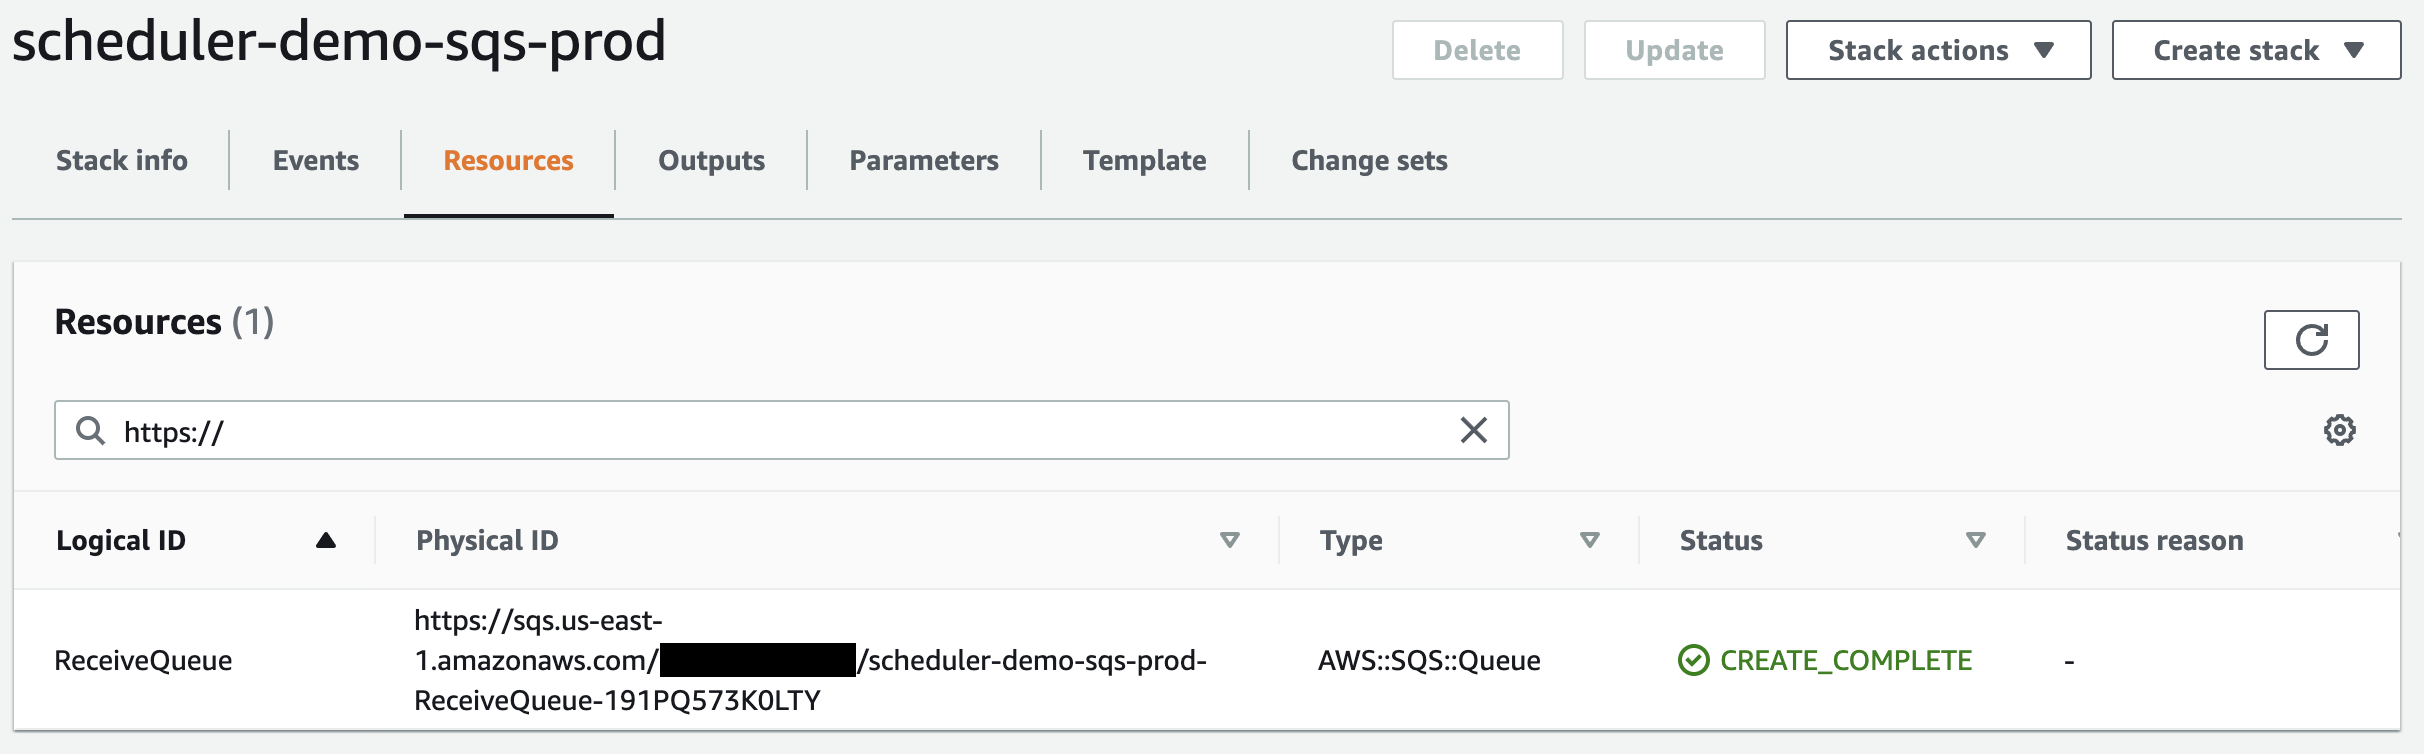 scheduler-demo-sqs-prod
Delete
Update
Stack actions
Create stack
Stack info
Events
Resources
Outputs
Parameters
Template
Change sets
Resources (1)
https://
Logical ID
Physical ID
Type
Status
Status reason
ReceiveQueue
https://sqs.us-east-
1.amazonaws.com/ /scheduler-demo-sqs-prod-
ReceiveQueue-191PQ573K0LTY
AWS::SQS::Queue
CREATE_COMPLETE
-